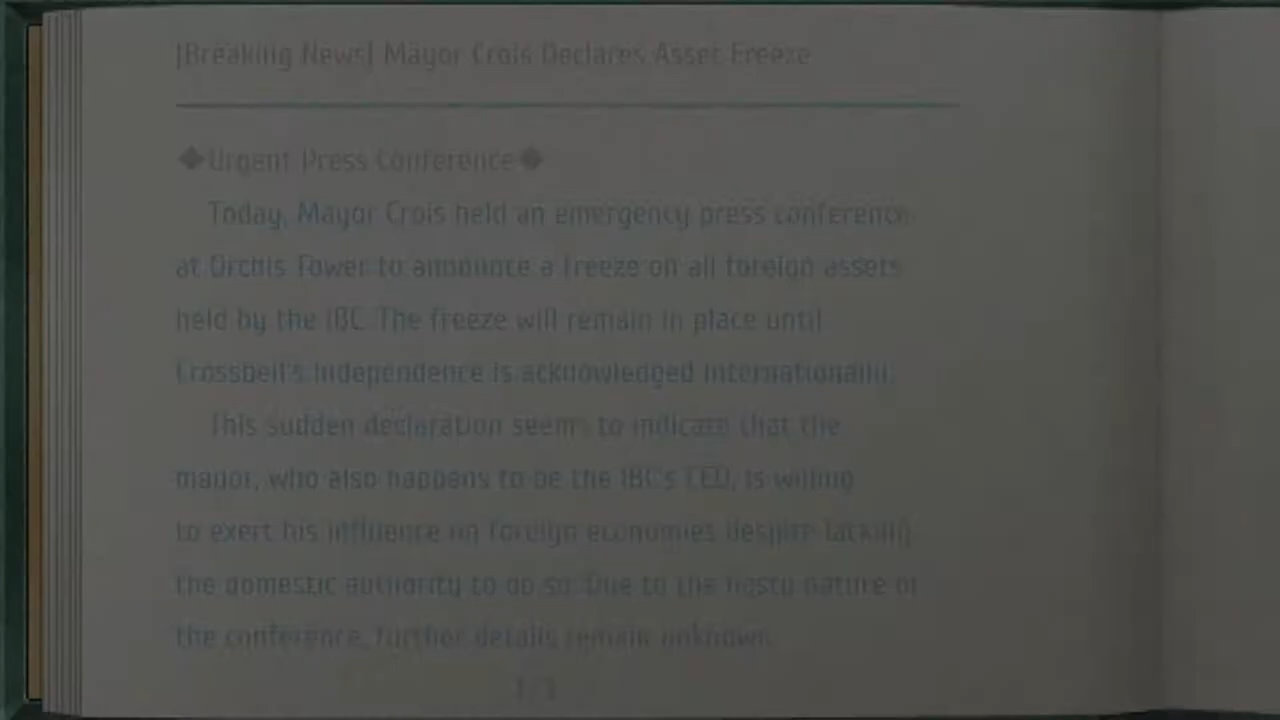 [Breaking News] Mayor Crois Declares Asset Freeze
◆Urgent Press Conference◆
Today, Mayor Crois held an emergency press conference
at Orchis Tower to announce a freeze on all foreign assets
held by the IBC. The freeze will remain in place until
Crossbell's independence is acknowledged internationally.
This sudden declaration seems to indicate that the
mayor, who also happens to be the IBC's CEO, is willing
to exert his influence on foreign economies despite lacking
the domestic authority to do so. Due to the hasty nature of
the conference, further details remain unknown.
1/3